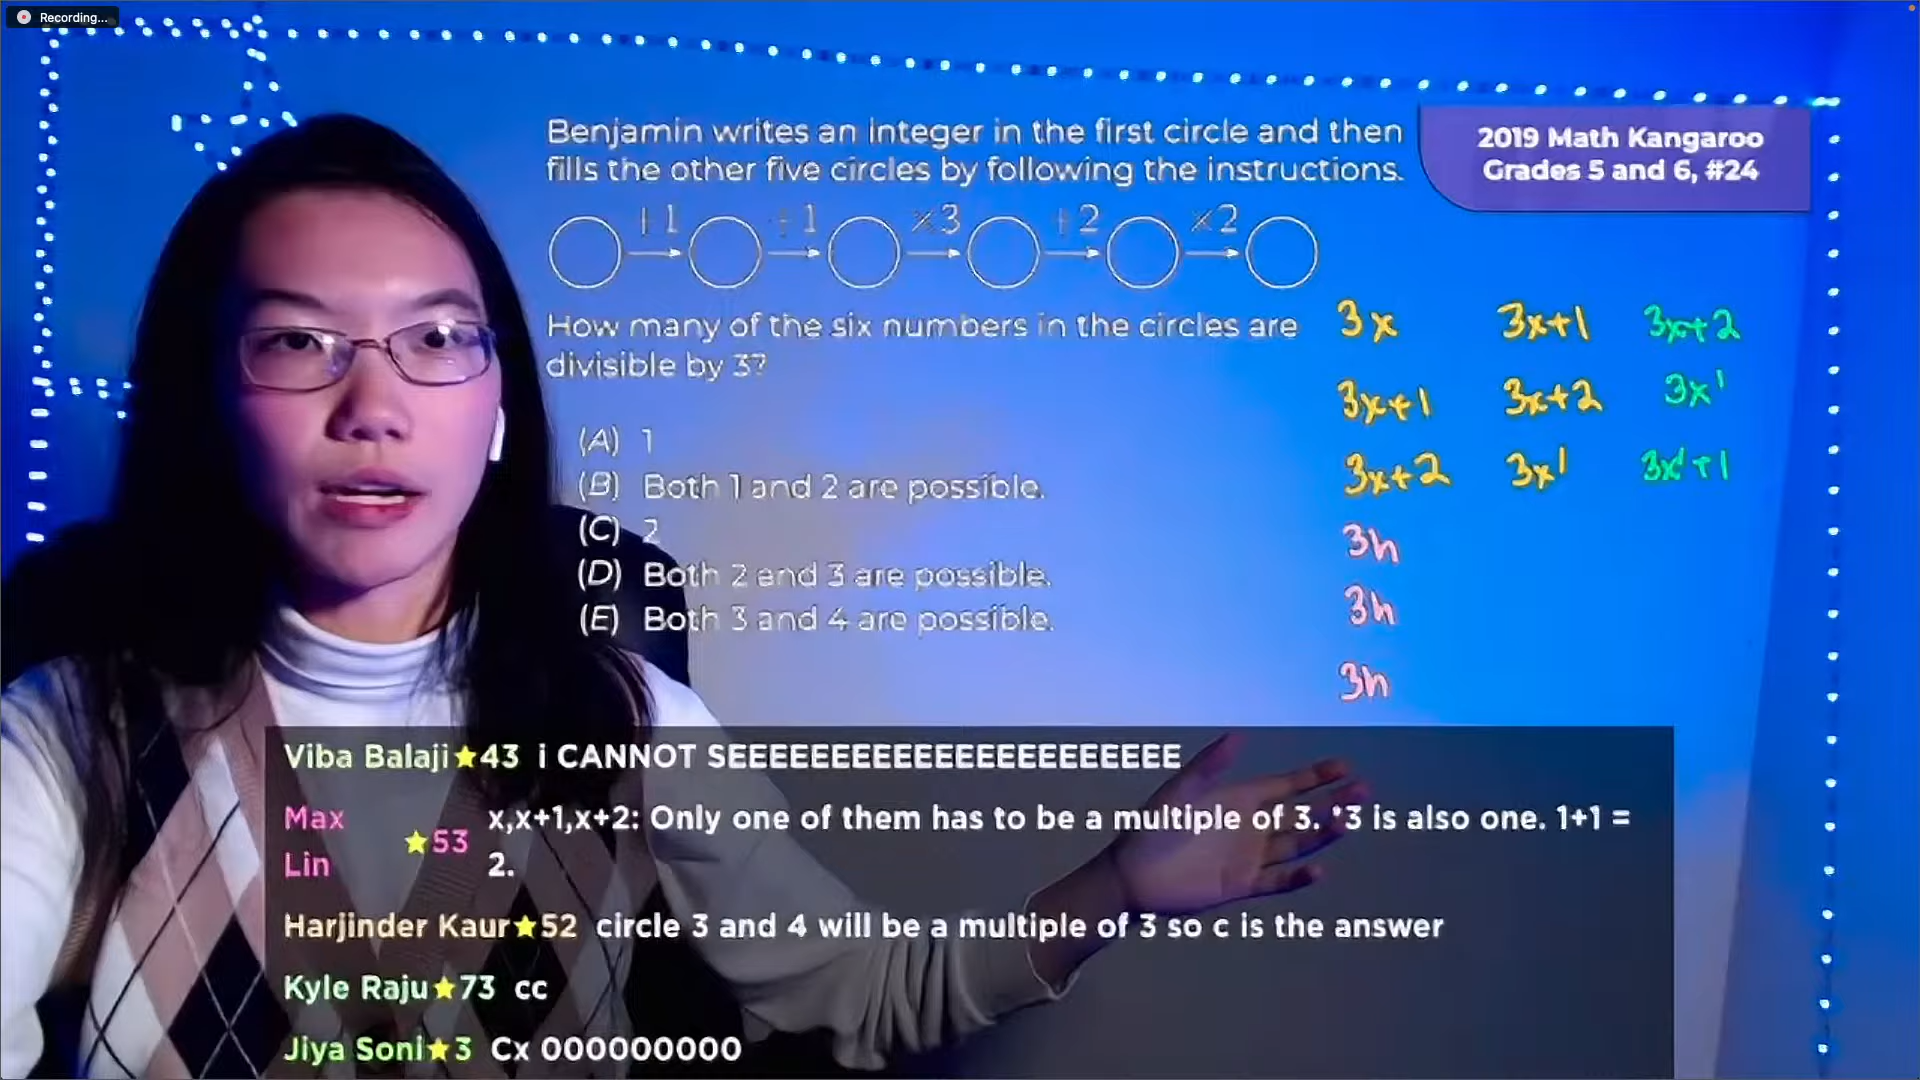 Recording...
Benjamin writes an integer in the first circle and then
fills the other five circles by following the instructions.
2019 Math Kangaroo
Grades 5 and 6, #24
+1 +1 ×3 +2 ×2
How many of the six numbers in the circles are
divisible by 3?
(A) 1
(B) Both 1 and 2 are possible.
(C) 2
(D) Both 2 and 3 are possible.
(E) Both 3 and 4 are possible.
3x 3x+1 3x+2
3x+1 3x+2 3x'
3x+2 3x' 3x'+1
3n
3n
3n
Viba Balaji★43 i CANNOT SEEEEEEEEEEEEEEEEEEEEEEE
Max Lin ★53 x,x+1,x+2: Only one of them has to be a multiple of 3. *3 is also one. 1+1 =
2.
Harjinder Kaur★52 circle 3 and 4 will be a multiple of 3 so c is the answer
Kyle Raju★73 cc
Jiya Soni★3 Cx 000000000